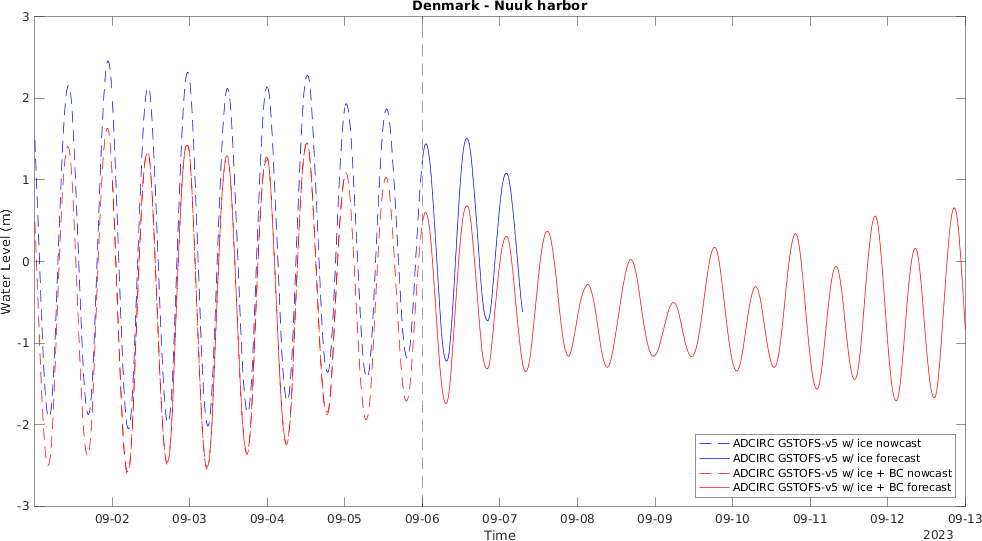 Denmark - Nuuk harbor
3
2
1
0
-1
-2
-3
Water Level (m)
ADCIRC GSTOFS-v5 w/ ice nowcast
ADCIRC GSTOFS-v5 w/ ice forecast
ADCIRC GSTOFS-v5 w/ ice + BC nowcast
ADCIRC GSTOFS-v5 w/ ice + BC forecast
09-02 09-03 09-04 09-05 09-06 09-07 09-08 09-09 09-10 09-11 09-12 09-13
Time
2023